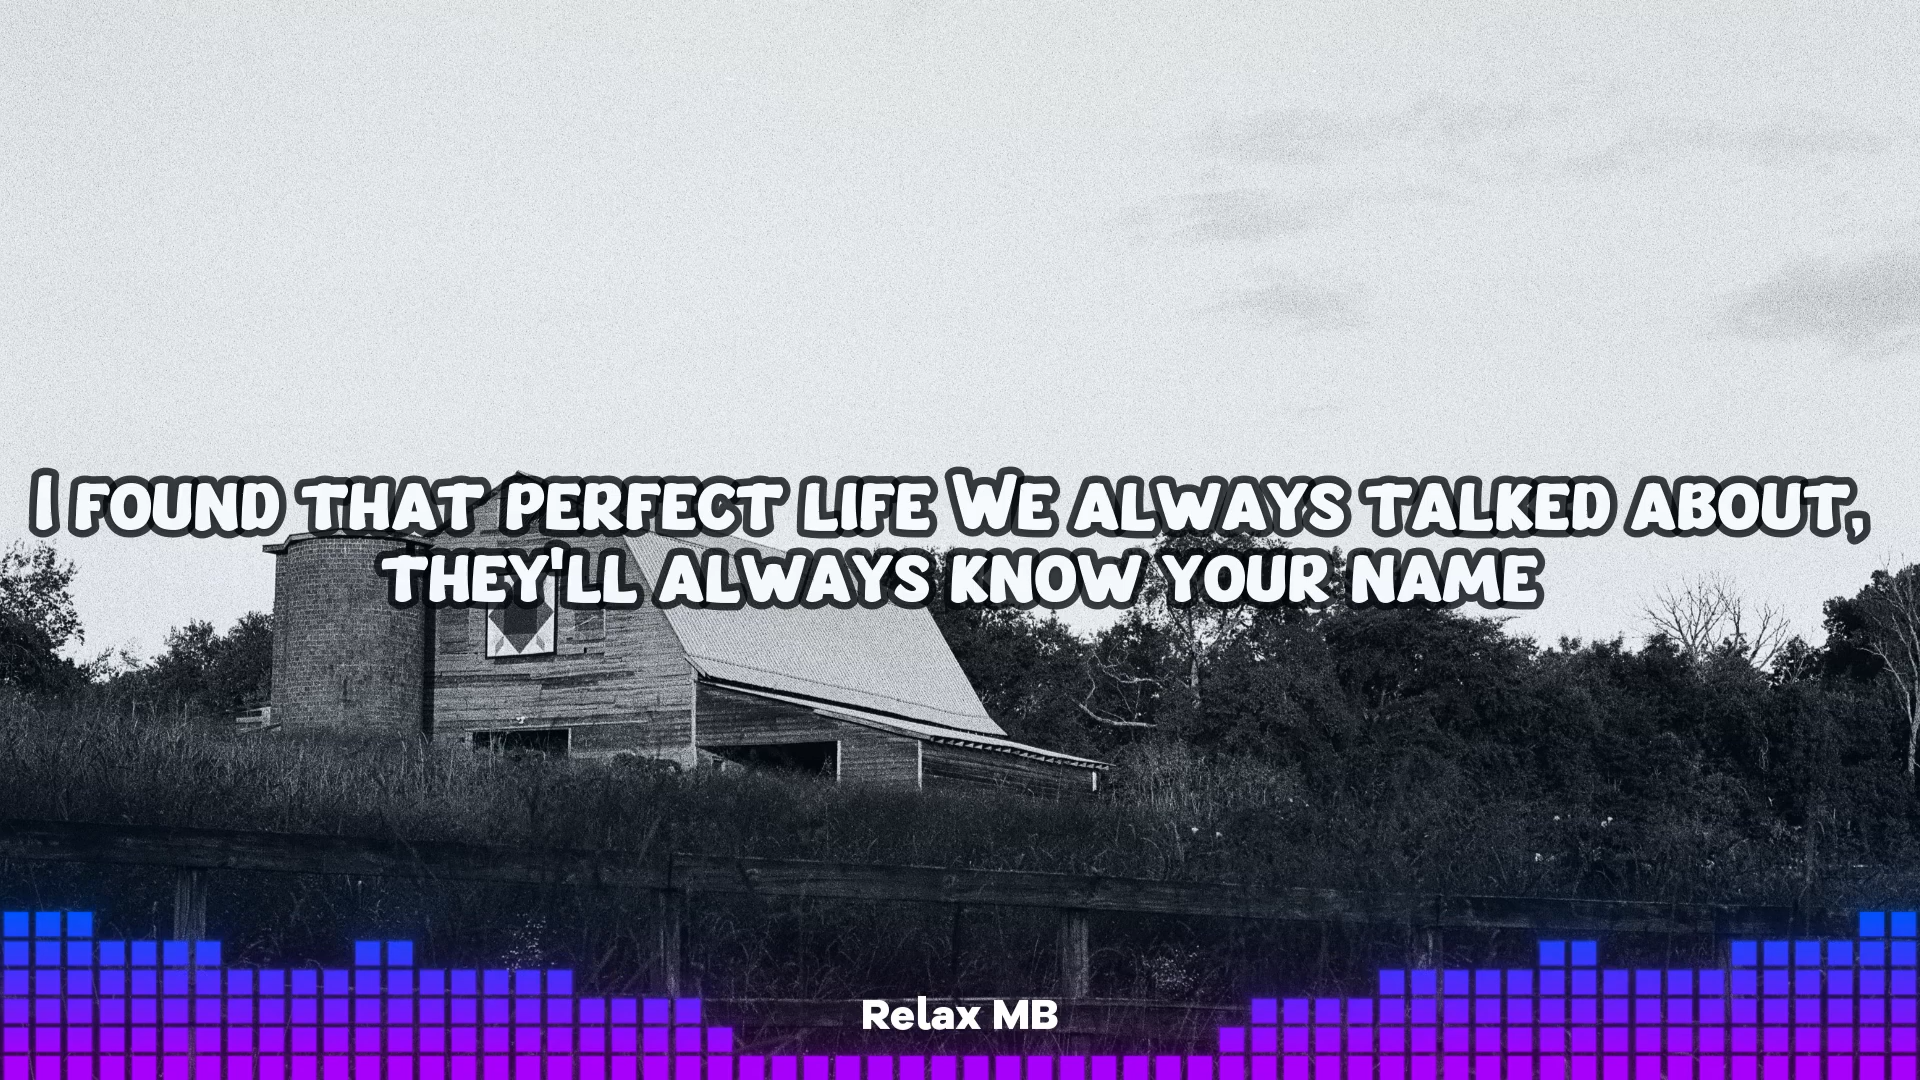 I FOUND THAT PERFECT LIFE WE ALWAYS TALKED ABOUT,
THEY'LL ALWAYS KNOW YOUR NAME
Relax MB